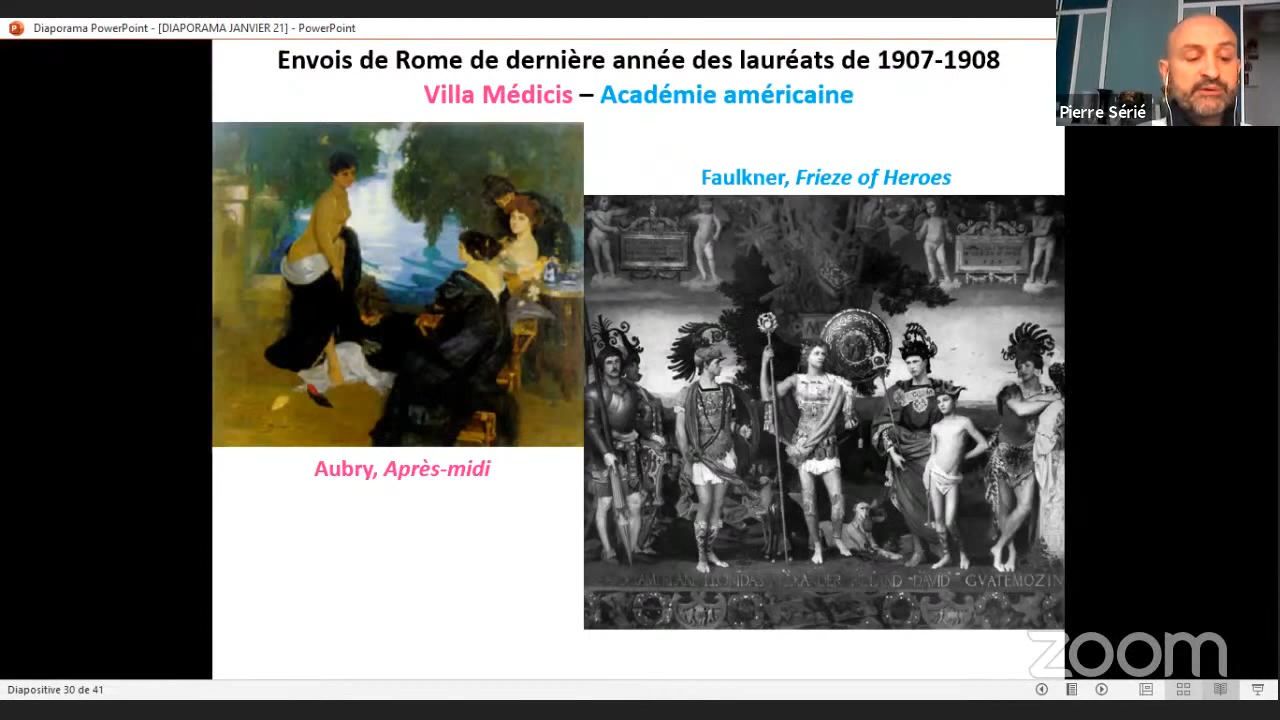 Diaporama PowerPoint - [DIAPORAMA JANVIER 21] - PowerPoint
Envois de Rome de dernière année des lauréats de 1907-1908
Villa Médicis – Académie américaine
Pierre Sérié
Faulkner, Frieze of Heroes
Aubry, Après-midi
LEONIDAS
DAVID GVATEMOZIN
zoom
Diapositive 30 de 41